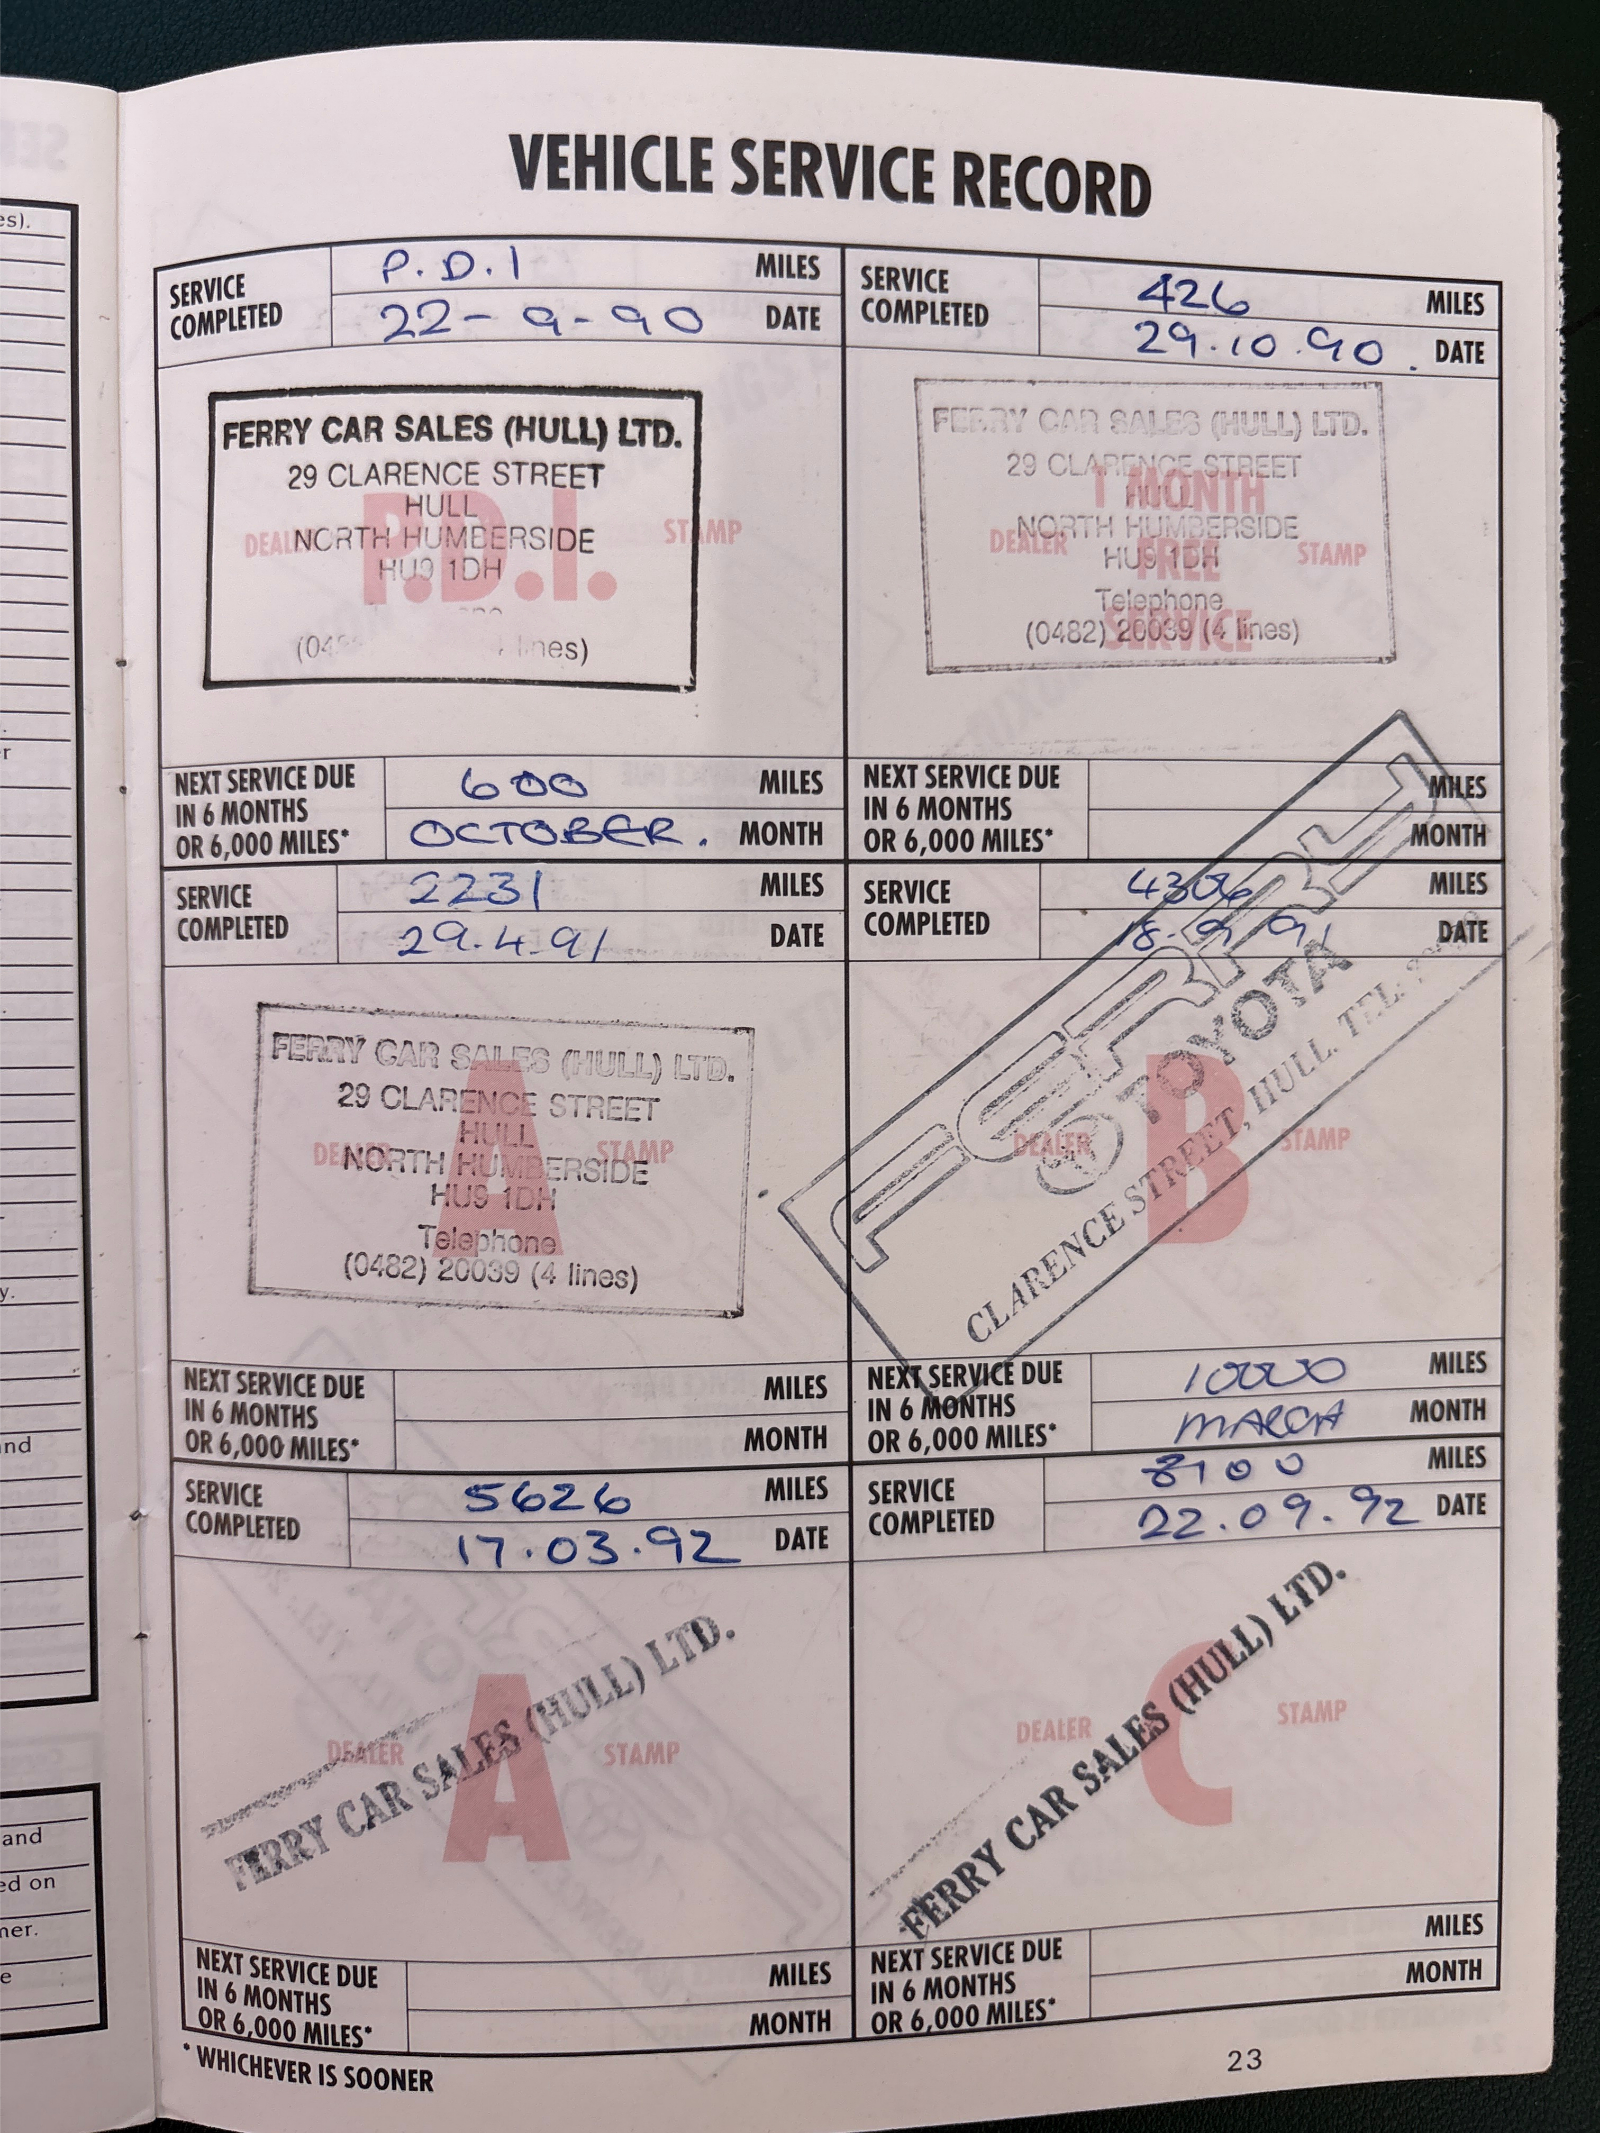 es).
r
y.
and
and
ed on
mer.
e
VEHICLE SERVICE RECORD
SERVICE COMPLETED
P.D.I MILES
22-9-90 DATE
FERRY CAR SALES (HULL) LTD.
29 CLARENCE STREET
HULL
NORTH HUMBERSIDE
HU9 1DH
lines)
DEALER P.D.I. STAMP
NEXT SERVICE DUE
IN 6 MONTHS
OR 6,000 MILES*
600 MILES
OCTOBER. MONTH
SERVICE COMPLETED
426 MILES
29.10.90. DATE
FERRY CAR SALES (HULL) LTD.
29 CLARENCE STREET
HULL
NORTH HUMBERSIDE
HU9 1DH
Telephone
(0482) 20039 (4 lines)
1 MONTH
DEALER FREE STAMP
SERVICE
NEXT SERVICE DUE
IN 6 MONTHS
OR 6,000 MILES*
MILES
MONTH
SERVICE COMPLETED
2231 MILES
29.4.91 DATE
FERRY CAR SALES (HULL) LTD.
29 CLARENCE STREET
HULL
NORTH HUMBERSIDE
HU9 1DH
Telephone
(0482) 20039 (4 lines)
DEALER A STAMP
NEXT SERVICE DUE
IN 6 MONTHS
OR 6,000 MILES*
MILES
MONTH
SERVICE COMPLETED
4306 MILES
18.9.91 DATE
FERRY
TOYOTA
CLARENCE STREET, HULL. TEL:
DEALER B STAMP
NEXT SERVICE DUE
IN 6 MONTHS
OR 6,000 MILES*
10000 MILES
MARCH MONTH
SERVICE COMPLETED
5626 MILES
17.03.92 DATE
FERRY CAR SALES (HULL) LTD.
DEALER A STAMP
NEXT SERVICE DUE
IN 6 MONTHS
OR 6,000 MILES*
MILES
MONTH
SERVICE COMPLETED
8100 MILES
22.09.92 DATE
FERRY CAR SALES (HULL) LTD.
DEALER C STAMP
NEXT SERVICE DUE
IN 6 MONTHS
OR 6,000 MILES*
MILES
MONTH
* WHICHEVER IS SOONER
23